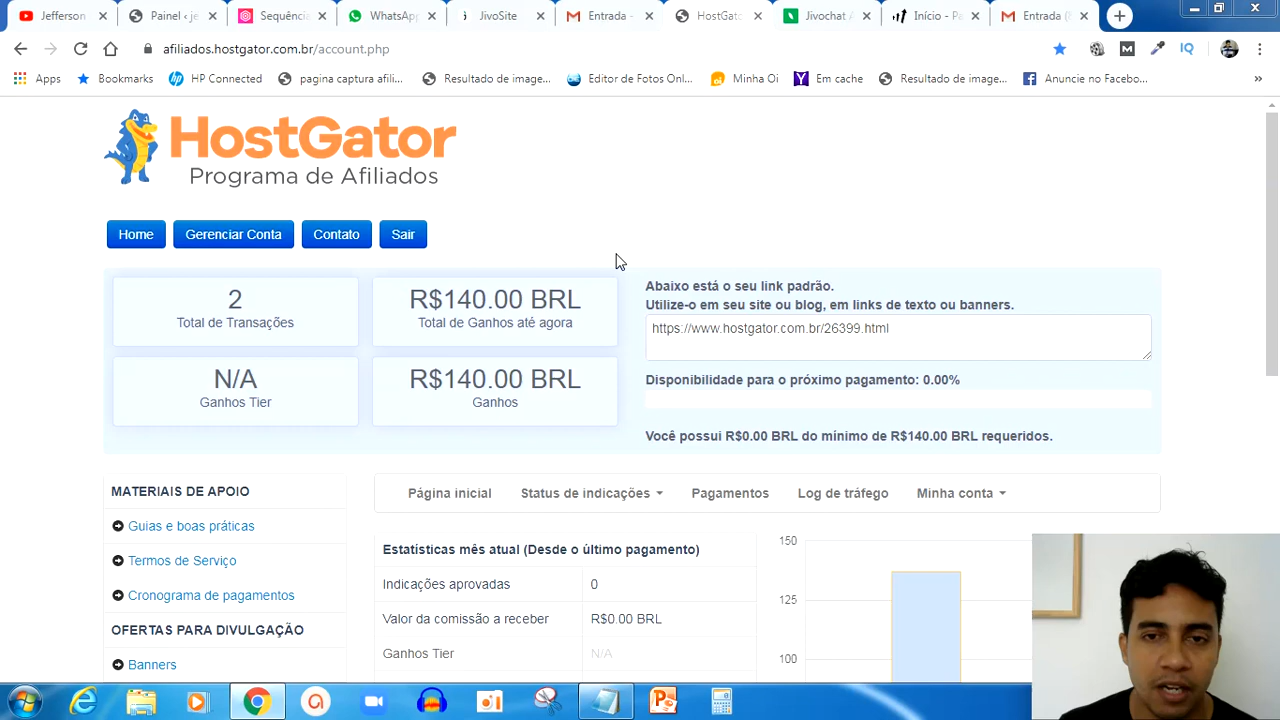 Jefferson
Painel ‹ je
Sequênci
WhatsApp
JivoSite
Entrada -
HostGato
Jivochat A
Início - Pa
Entrada (
afiliados.hostgator.com.br/account.php
M
IQ
Apps
Bookmarks
HP Connected
pagina captura afili...
Resultado de image...
Editor de Fotos Onl...
Minha Oi
Em cache
Resultado de image...
Anuncie no Facebo...
»
HostGator
Programa de Afiliados
Home
Gerenciar Conta
Contato
Sair
2
Total de Transações
R$140.00 BRL
Total de Ganhos até agora
N/A
Ganhos Tier
R$140.00 BRL
Ganhos
Abaixo está o seu link padrão.
Utilize-o em seu site ou blog, em links de texto ou banners.
https://www.hostgator.com.br/26399.html
Disponibilidade para o próximo pagamento: 0.00%
Você possui R$0.00 BRL do mínimo de R$140.00 BRL requeridos.
MATERIAIS DE APOIO
Guias e boas práticas
Termos de Serviço
Cronograma de pagamentos
OFERTAS PARA DIVULGAÇÃO
Banners
Página inicial
Status de indicações
Pagamentos
Log de tráfego
Minha conta
Estatísticas mês atual (Desde o último pagamento)
Indicações aprovadas 0
Valor da comissão a receber R$0.00 BRL
Ganhos Tier N/A
150
125
100